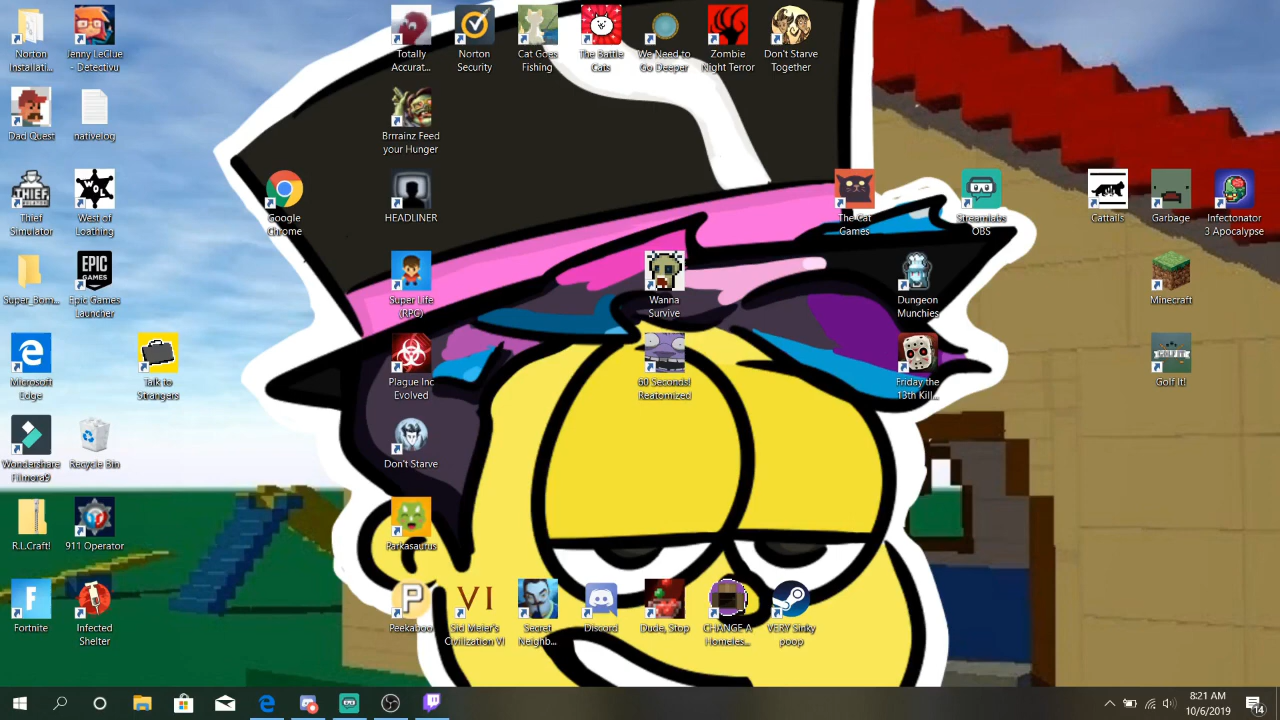 Norton
Installati...
Jenny LeClue
- Detectivu
Totally
Accurat...
Norton
Security
Cat Goes
Fishing
The Battle
Cats
We Need to
Go Deeper
Zombie
Night Terror
Don't Starve
Together
Dad Quest
nativelog
Brrrainz Feed
your Hunger
Thief
Simulator
West of
Loathing
Google
Chrome
HEADLINER
The Cat
Games
Streamlabs
OBS
Cattails
Garbage
Infectonator
3 Apocalypse
Super_Bom...
EPIC
GAMES
Epic Games
Launcher
Super Life
(RPC)
Wanna
Survive
Dungeon
Munchies
Minecraft
Microsoft
Edge
Talk to
Strangers
Plague Inc
Evolved
60 Seconds!
Reatomized
Friday the
13th Kill...
GOLF IT!
Golf It!
Wondershare
Filmora9
Recycle Bin
Don't Starve
R.L.Craft!
911 Operator
Parkasaurus
Fortnite
Infected
Shelter
P
Peekaboo
VI
Sid Meier's
Civilization VI
Secret
Neighb...
Discord
Dude, Stop
CHANGE A
Homeles...
VERY Sinky
poop
8:21 AM
10/6/2019
14